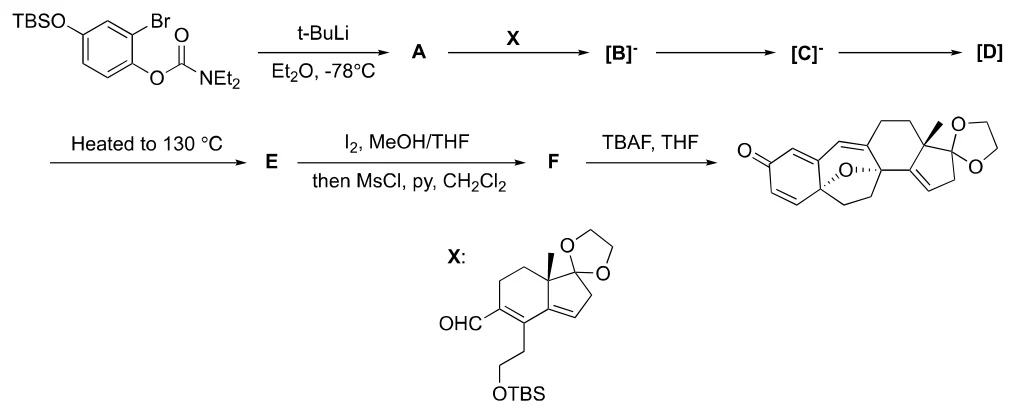 TBSO
Br
O
O
NEt2
t-BuLi
Et2O, -78°C
A
X
[B]-
[C]-
[D]
Heated to 130 °C
E
I2, MeOH/THF
then MsCl, py, CH2Cl2
F
TBAF, THF
O
O
O
O
X:
O
O
OHC
OTBS